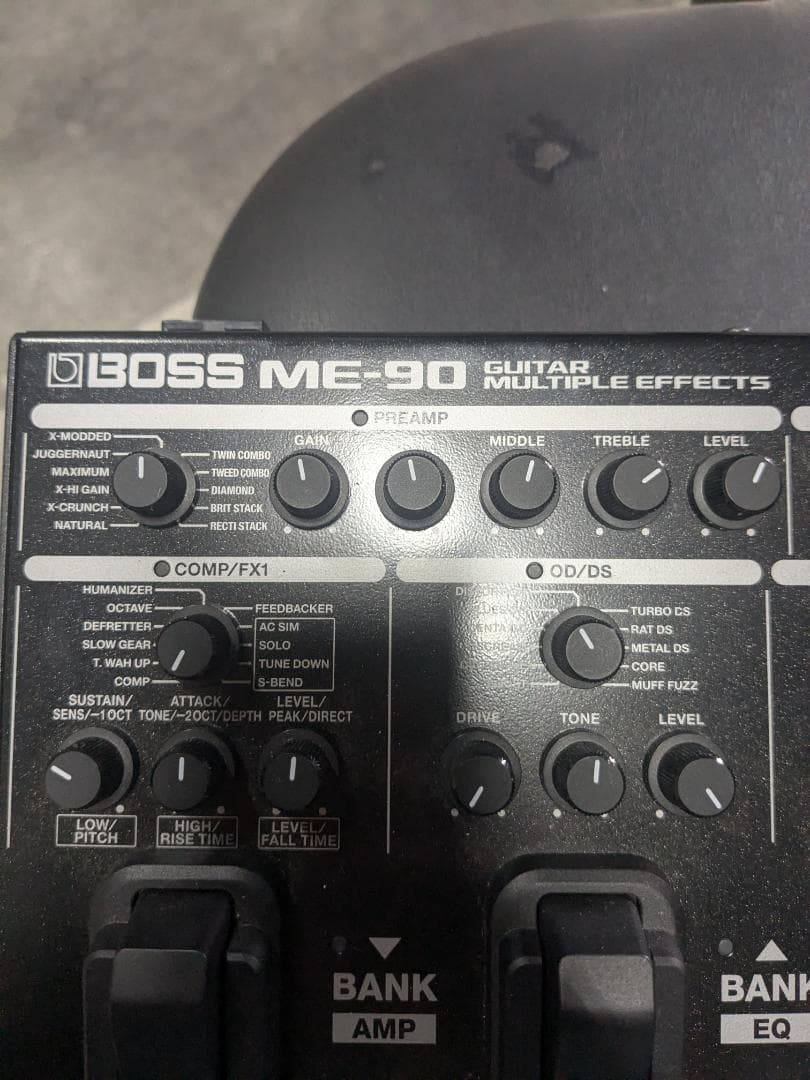 BOSS ME-90 GUITAR MULTIPLE EFFECTS
PREAMP
X-MODDED
JUGGERNAUT
MAXIMUM
X-HI GAIN
X-CRUNCH
NATURAL
TWIN COMBO
TWEED COMBO
DIAMOND
BRIT STACK
RECTI STACK
GAIN
MIDDLE
TREBLE
LEVEL
COMP/FX1
HUMANIZER
OCTAVE
DEFRETTER
SLOW GEAR
T. WAH UP
COMP
FEEDBACKER
AC SIM
SOLO
TUNE DOWN
S-BEND
SUSTAIN/
SENS/-1OCT
ATTACK/
TONE/-2OCT/DEPTH
LEVEL/
PEAK/DIRECT
LOW/
PITCH
HIGH/
RISE TIME
LEVEL/
FALL TIME
OD/DS
TURBO DS
RAT DS
METAL DS
CORE
MUFF FUZZ
DRIVE
TONE
LEVEL
BANK
AMP
BANK
EQ